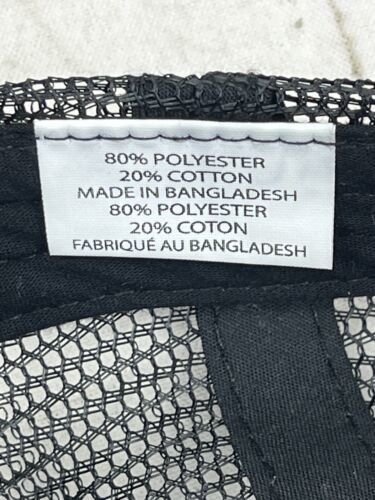 80% POLYESTER
20% COTTON
MADE IN BANGLADESH
80% POLYESTER
20% COTON
FABRIQUÉ AU BANGLADESH